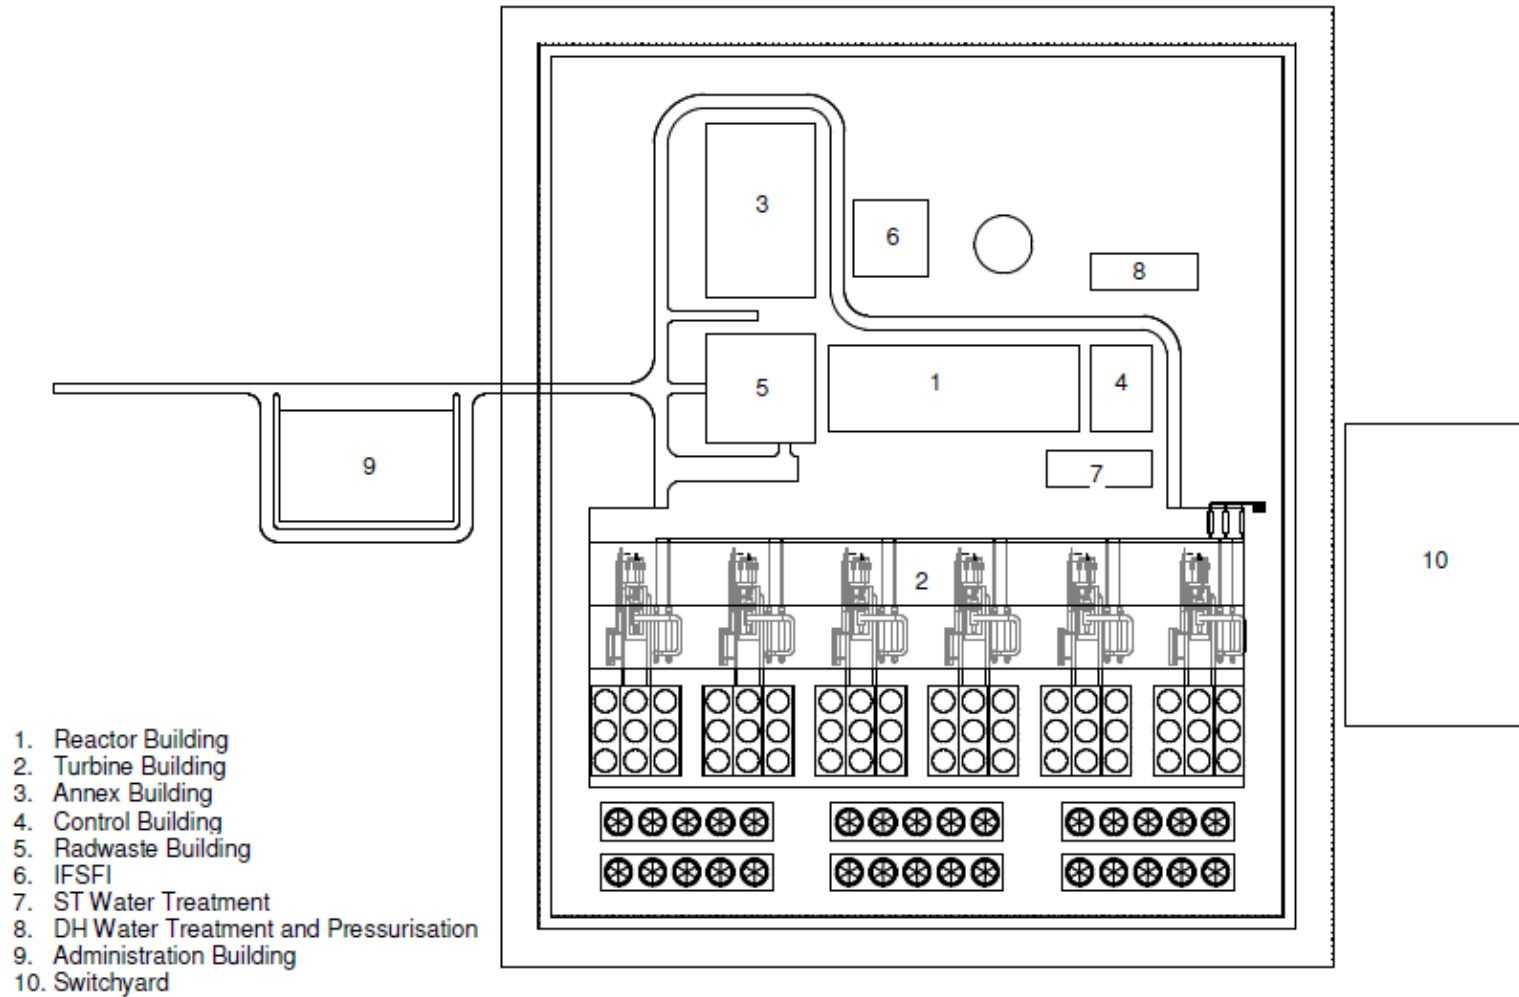 3
6
8
5
1
4
9
7
10
2
1. Reactor Building
2. Turbine Building
3. Annex Building
4. Control Building
5. Radwaste Building
6. IFSFI
7. ST Water Treatment
8. DH Water Treatment and Pressurisation
9. Administration Building
10. Switchyard